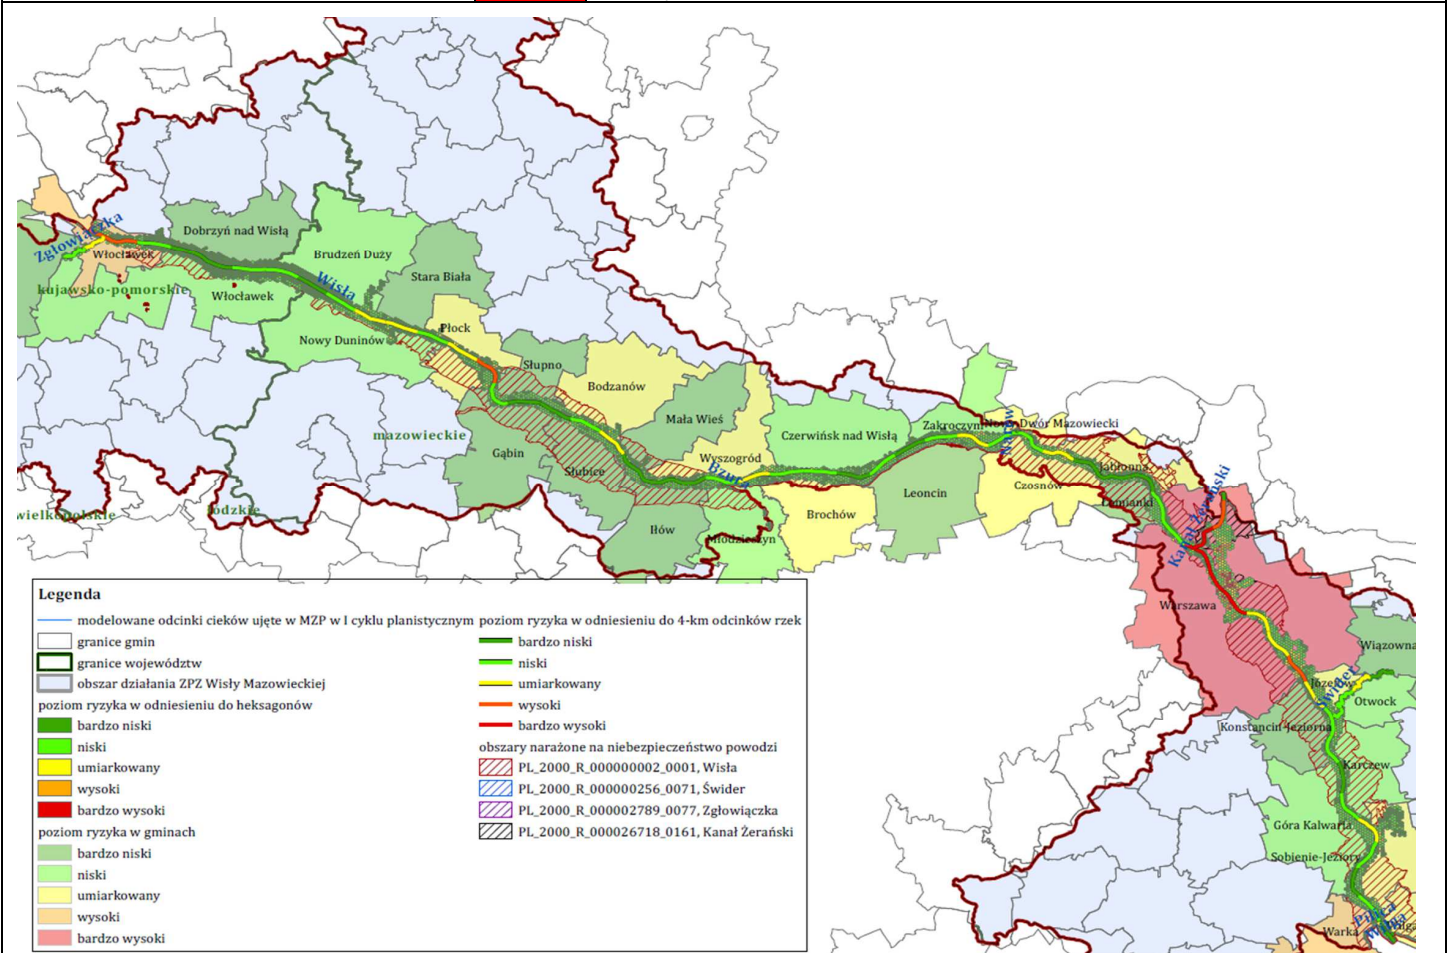 Zgłowiączka
Dobrzyń nad Wisłą
Włocławek
Brudzeń Duży
Stara Biała
kujawsko-pomorskie
Włocławek
Wisła
Płock
Nowy Duninów
Słupno
Bodzanów
Mała Wieś
mazowieckie
Gąbin
Słubice
Wyszogród
Bzura
Czerwińsk nad Wisłą
Zakroczym
Narew
Nowy Dwór Mazowiecki
Jabłonna
Czosnów
Łomianki
Leoncin
Brochów
Iłów
Młodzieszyn
wielkopolskie
łódzkie
Kanał Żerański
Warszawa
Wiązowna
Józefów
Świder
Otwock
Konstancin-Jeziorna
Karczew
Góra Kalwaria
Sobienie-Jeziory
Pilica
Wilga
Warka
Legenda
modelowane odcinki cieków ujęte w MZP w I cyklu planistycznym
granice gmin
granice województw
obszar działania ZPZ Wisły Mazowieckiej
poziom ryzyka w odniesieniu do heksagonów
bardzo niski
niski
umiarkowany
wysoki
bardzo wysoki
poziom ryzyka w gminach
bardzo niski
niski
umiarkowany
wysoki
bardzo wysoki
poziom ryzyka w odniesieniu do 4-km odcinków rzek
bardzo niski
niski
umiarkowany
wysoki
bardzo wysoki
obszary narażone na niebezpieczeństwo powodzi
PL_2000_R_000000002_0001, Wisła
PL_2000_R_000000256_0071, Świder
PL_2000_R_000002789_0077, Zgłowiączka
PL_2000_R_000026718_0161, Kanał Żerański